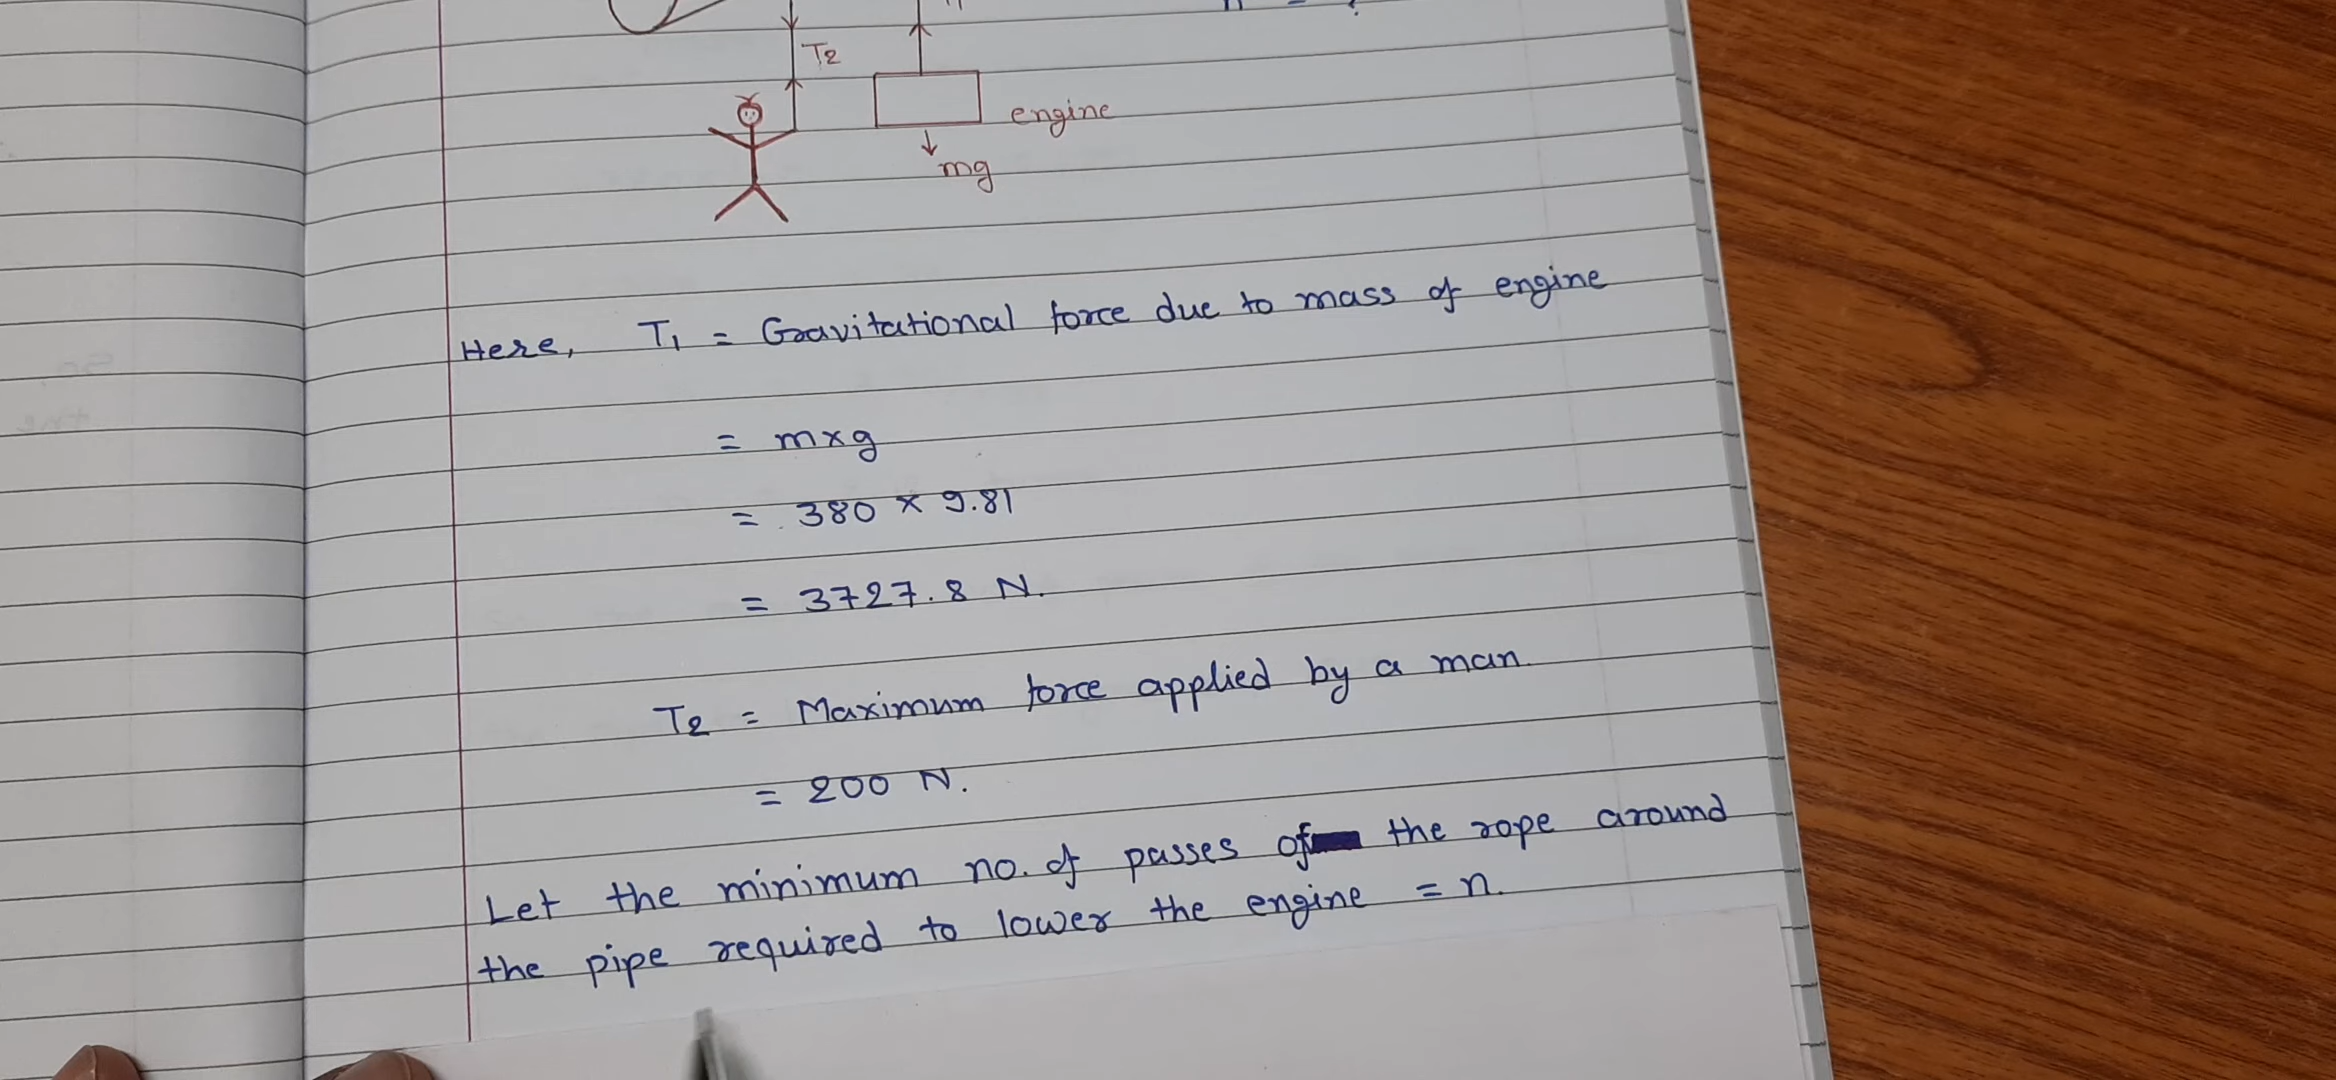 T2
engine
mg
Here, T1 = Gravitational force due to mass of engine
= m×g
= 380 × 9.81
= 3727.8 N.
T2 = Maximum force applied by a man.
= 200 N.
Let the minimum no. of passes of the rope around
the pipe required to lower the engine = n.